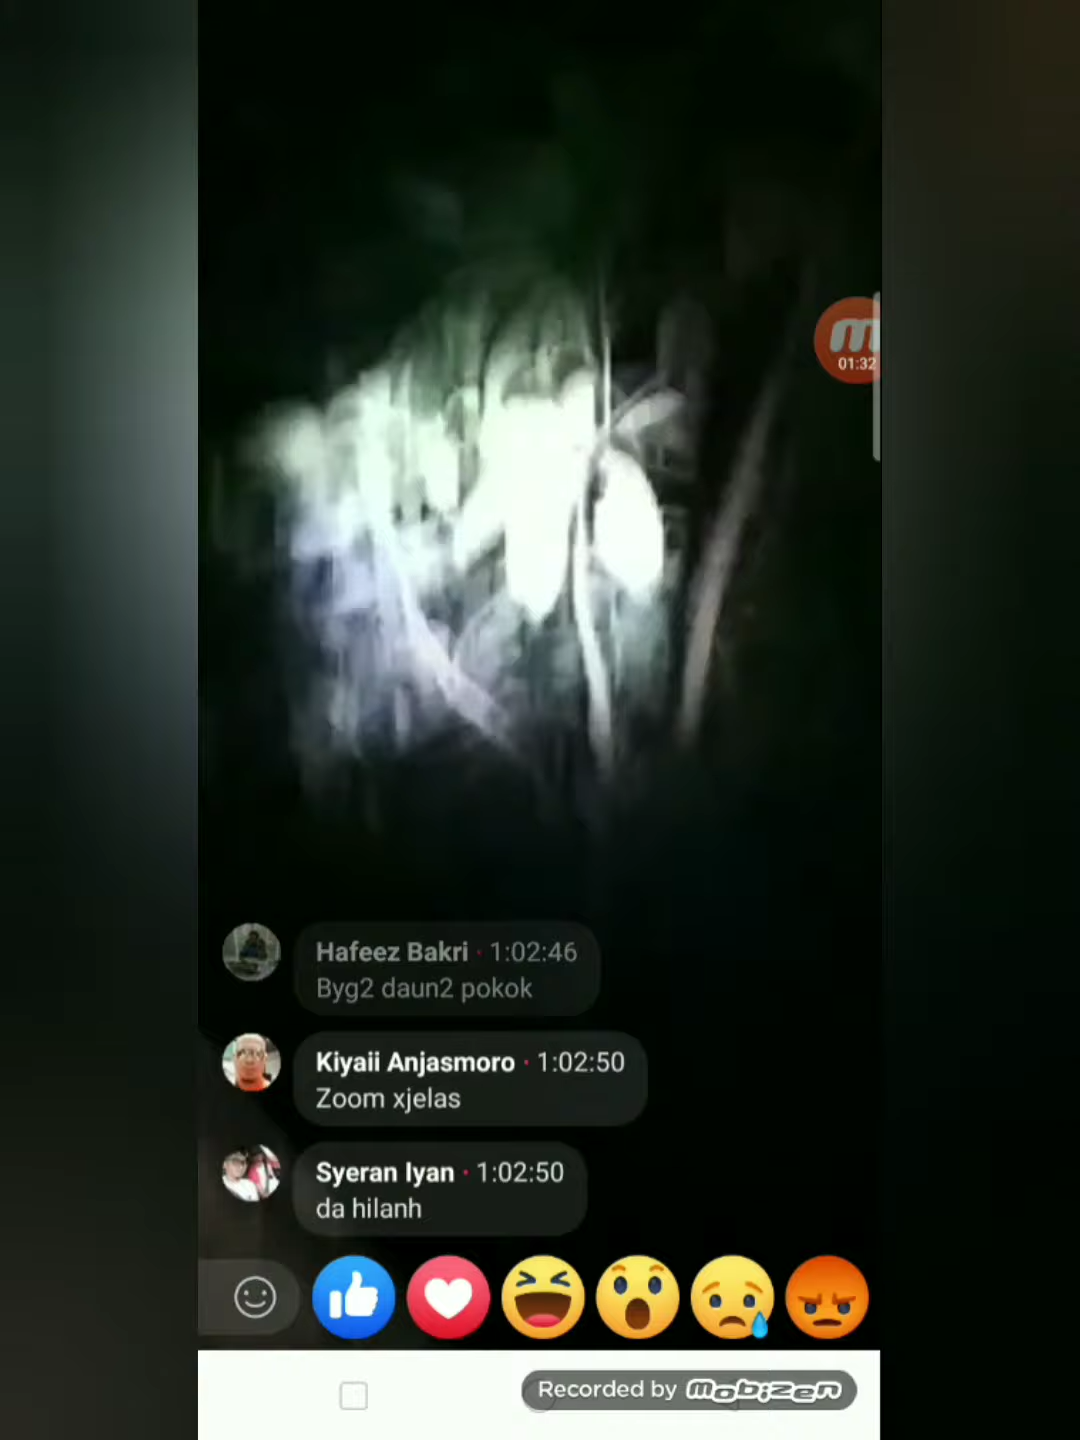 m
01:32
Hafeez Bakri · 1:02:46
Byg2 daun2 pokok
Kiyaii Anjasmoro · 1:02:50
Zoom xjelas
Syeran Iyan · 1:02:50
da hilanh
Recorded by mobizen